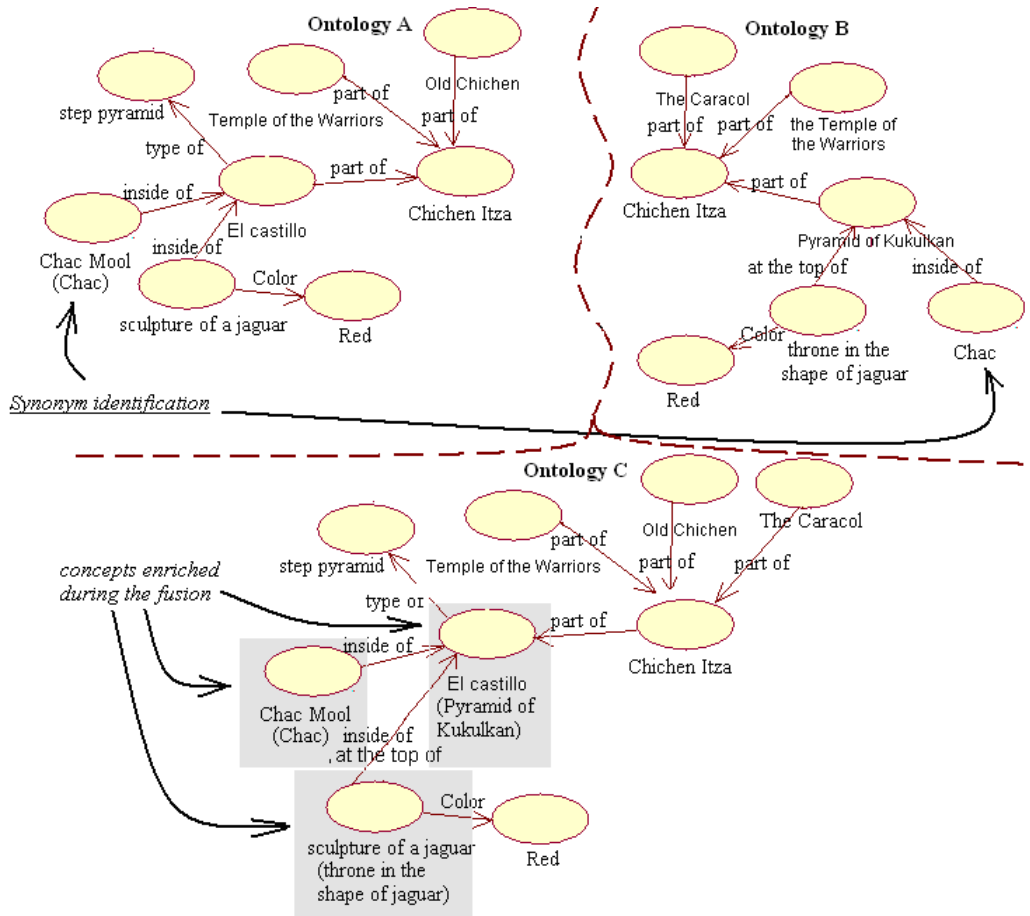 Ontology A
Old Chichen
part of
step pyramid
part of
Temple of the Warriors
part of
type of
part of
inside of
Chichen Itza
El castillo
inside of
Chac Mool
(Chac)
Color
sculpture of a jaguar
Red
Ontology B
The Caracol
part of
part of
the Temple of
the Warriors
Chichen Itza
part of
Pyramid of Kukulkan
at the top of
inside of
Color
throne in the
shape of jaguar
Chac
Red
Synonym identification
Ontology C
Old Chichen
The Caracol
part of
step pyramid
Temple of the Warriors
part of
part of
concepts enriched
during the fusion
type of
inside of
part of
Chichen Itza
El castillo
(Pyramid of
Kukulkan)
Chac Mool
(Chac)
inside of
, at the top of
Color
sculpture of a jaguar
(throne in the
shape of jaguar)
Red